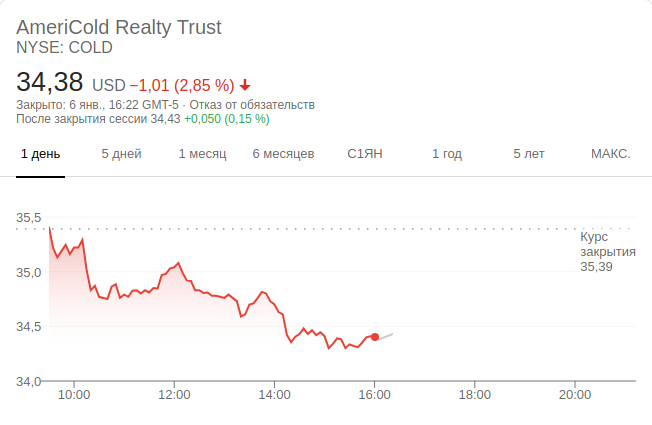 AmeriCold Realty Trust
NYSE: COLD
34,38 USD −1,01 (2,85 %)
Закрыто: 6 янв., 16:22 GMT-5 · Отказ от обязательств
После закрытия сессии 34,43 +0,050 (0,15 %)
1 день 5 дней 1 месяц 6 месяцев С1ЯН 1 год 5 лет МАКС.
35,5
Курс
закрытия
35,39
35,0
34,5
34,0
10:00 12:00 14:00 16:00 18:00 20:00